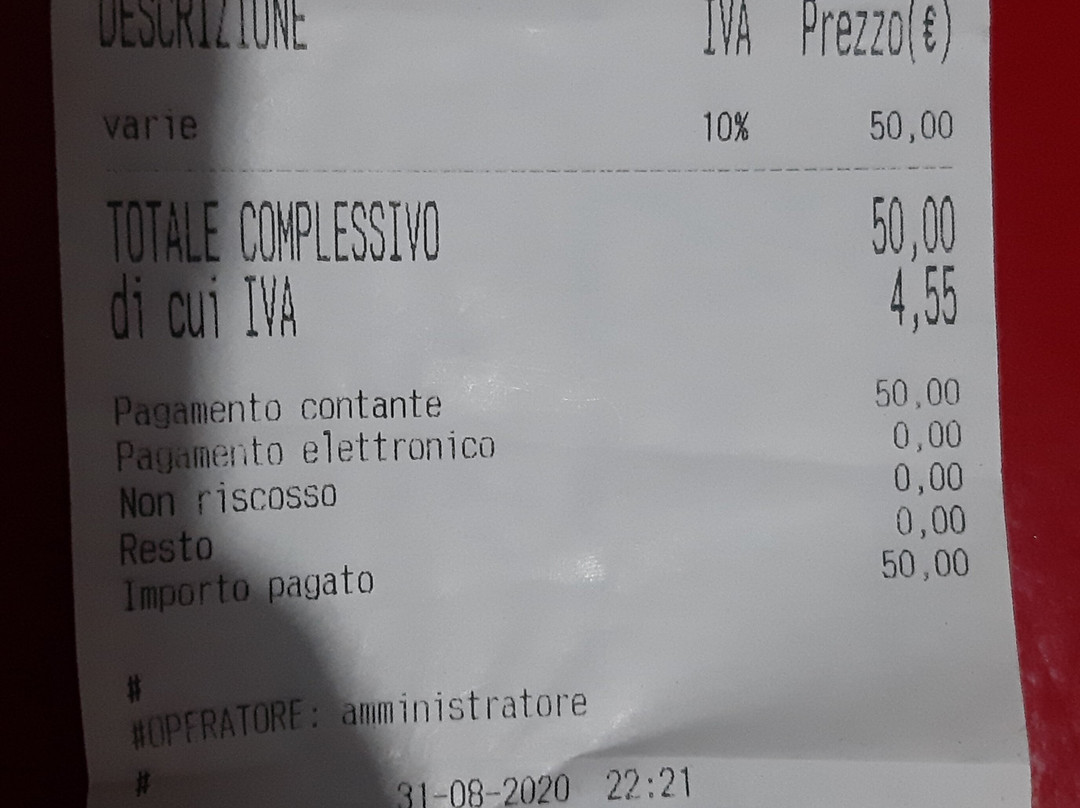 DESCRIZIONE IVA Prezzo(€)
varie 10% 50,00
TOTALE COMPLESSIVO 50,00
di cui IVA 4,55
Pagamento contante 50,00
Pagamento elettronico 0,00
Non riscosso 0,00
Resto 0,00
Importo pagato 50,00
#
#OPERATORE: amministratore
#
31-08-2020 22:21